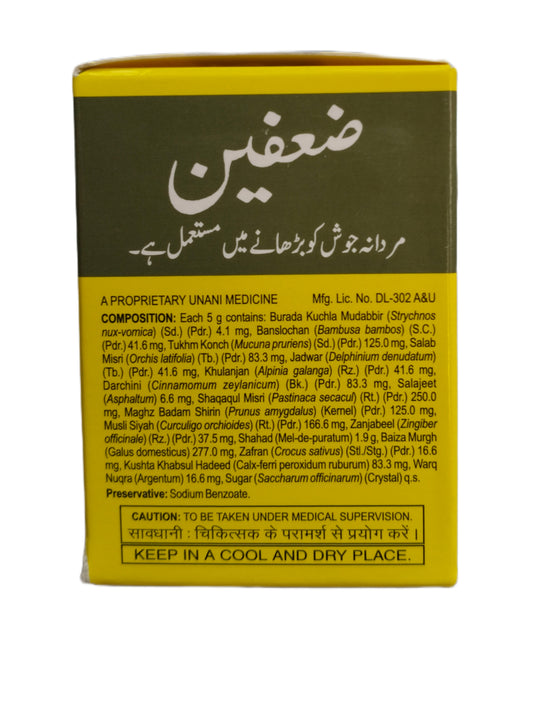 ضعفین
مردانہ جوش کو بڑھانے میں مستعمل ہے۔
A PROPRIETARY UNANI MEDICINE Mfg. Lic. No. DL-302 A&U
COMPOSITION: Each 5 g contains: Burada Kuchla Mudabbir (Strychnos
nux-vomica) (Sd.) (Pdr.) 4.1 mg, Banslochan (Bambusa bambos) (S.C.)
(Pdr.) 41.6 mg, Tukhm Konch (Mucuna pruriens) (Sd.) (Pdr.) 125.0 mg, Salab
Misri (Orchis latifolia) (Tb.) (Pdr.) 83.3 mg, Jadwar (Delphinium denudatum)
(Tb.) (Pdr.) 41.6 mg, Khulanjan (Alpinia galanga) (Rz.) (Pdr.) 41.6 mg,
Darchini (Cinnamomum zeylanicum) (Bk.) (Pdr.) 83.3 mg, Salajeet
(Asphaltum) 6.6 mg, Shaqaqul Misri (Pastinaca secacul) (Rt.) (Pdr.) 250.0
mg, Maghz Badam Shirin (Prunus amygdalus) (Kernel) (Pdr.) 125.0 mg,
Musli Siyah (Curculigo orchioides) (Rt.) (Pdr.) 166.6 mg, Zanjabeel (Zingiber
officinale) (Rz.) (Pdr.) 37.5 mg, Shahad (Mel-de-puratum) 1.9 g, Baiza Murgh
(Galus domesticus) 277.0 mg, Zafran (Crocus sativus) (Stl./Stg.) (Pdr.) 16.6
mg, Kushta Khabsul Hadeed (Calx-ferri peroxidum ruburum) 83.3 mg, Warq
Nuqra (Argentum) 16.6 mg, Sugar (Saccharum officinarum) (Crystal) q.s.
Preservative: Sodium Benzoate.
CAUTION: TO BE TAKEN UNDER MEDICAL SUPERVISION.
सावधानी : चिकित्सक के परामर्श से प्रयोग करें ।
KEEP IN A COOL AND DRY PLACE.